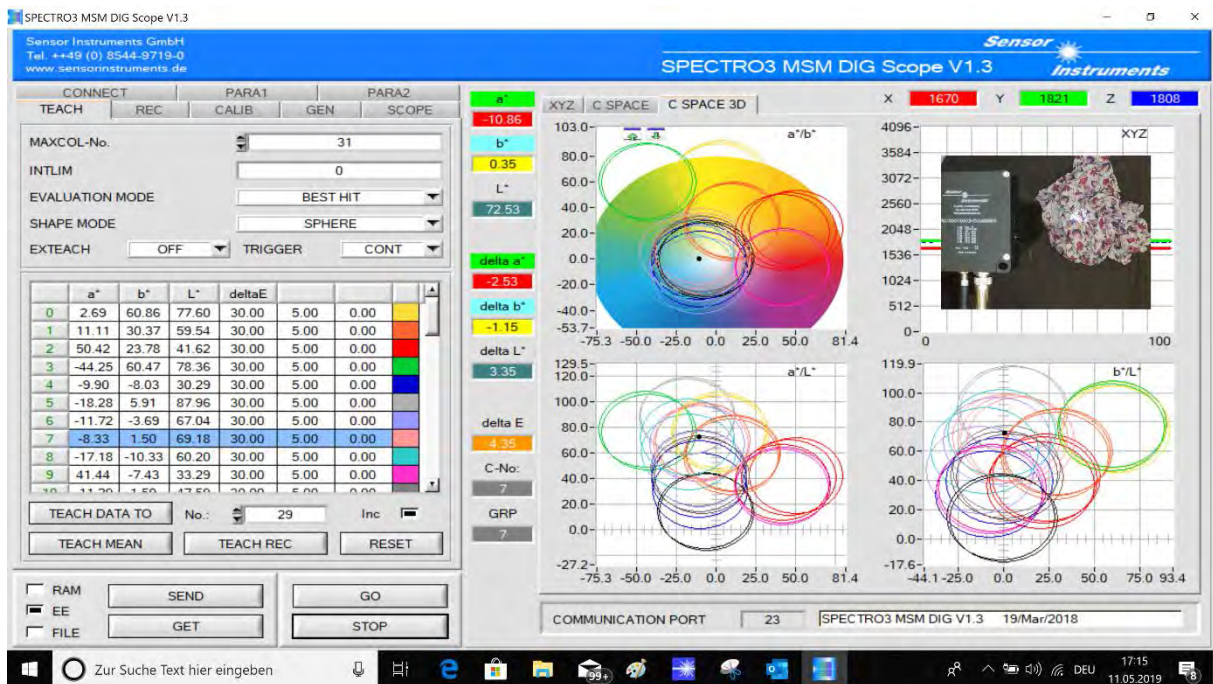 SPECTRO3 MSM DIG Scope V1.3
Sensor Instruments GmbH
Tel. ++49 (0) 8544-9719-0
www.sensorinstruments.de
SPECTRO3 MSM DIG Scope V1.3
Sensor
Instruments
CONNECT PARA1 PARA2
TEACH REC CALIB GEN SCOPE
MAXCOL-No. 31
INTLIM 0
EVALUATION MODE BEST HIT
SHAPE MODE SPHERE
EXTEACH OFF TRIGGER CONT
a* b* L* deltaE
0 2.69 60.86 77.60 30.00 5.00 0.00
1 11.11 30.37 59.54 30.00 5.00 0.00
2 50.42 23.78 41.62 30.00 5.00 0.00
3 -44.25 60.47 78.36 30.00 5.00 0.00
4 -9.90 -8.03 30.29 30.00 5.00 0.00
5 -18.28 5.91 87.96 30.00 5.00 0.00
6 -11.72 -3.69 67.04 30.00 5.00 0.00
7 -8.33 1.50 69.18 30.00 5.00 0.00
8 -17.18 -10.33 60.20 30.00 5.00 0.00
9 41.44 -7.43 33.29 30.00 5.00 0.00
TEACH DATA TO No.: 29 Inc
TEACH MEAN TEACH REC RESET
RAM
EE
FILE
SEND GO
GET STOP
a*
-10.86
b*
0.35
L*
72.53
delta a*
-2.53
delta b*
-1.15
delta L*
3.35
delta E
4.35
C-No:
7
GRP
7
XYZ C SPACE C SPACE 3D
X 1670 Y 1821 Z 1808
a*/b*
103.0
80.0
60.0
40.0
20.0
0.0
-20.0
-40.0
-53.7
-75.3 -50.0 -25.0 0.0 25.0 50.0 81.4
XYZ
4096
3584
3072
2560
2048
1536
1024
512
0
0 100
a*/L*
129.5
120.0
100.0
80.0
60.0
40.0
20.0
0.0
-27.2
-75.3 -50.0 -25.0 0.0 25.0 50.0 81.4
b*/L*
119.9
100.0
80.0
60.0
40.0
20.0
0.0
-17.6
-44.1 -25.0 0.0 25.0 50.0 75.0 93.4
COMMUNICATION PORT 23 SPECTRO3 MSM DIG V1.3 19/Mar/2018
Zur Suche Text hier eingeben
99+
DEU
17:15
11.05.2019
8